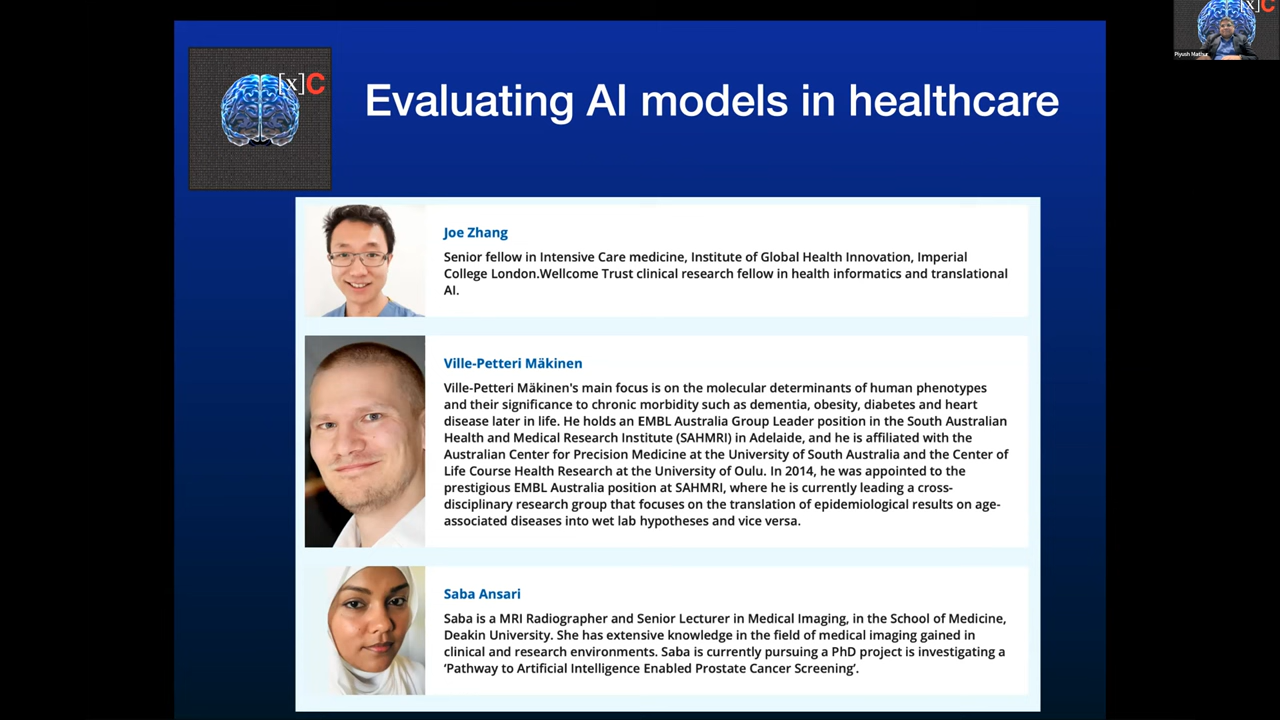 [x]C
Piyush Mathur
[x]C
Evaluating AI models in healthcare
Joe Zhang
Senior fellow in Intensive Care medicine, Institute of Global Health Innovation, Imperial
College London.Wellcome Trust clinical research fellow in health informatics and translational
AI.
Ville-Petteri Mäkinen
Ville-Petteri Mäkinen's main focus is on the molecular determinants of human phenotypes
and their significance to chronic morbidity such as dementia, obesity, diabetes and heart
disease later in life. He holds an EMBL Australia Group Leader position in the South Australian
Health and Medical Research Institute (SAHMRI) in Adelaide, and he is affiliated with the
Australian Center for Precision Medicine at the University of South Australia and the Center of
Life Course Health Research at the University of Oulu. In 2014, he was appointed to the
prestigious EMBL Australia position at SAHMRI, where he is currently leading a cross-
disciplinary research group that focuses on the translation of epidemiological results on age-
associated diseases into wet lab hypotheses and vice versa.
Saba Ansari
Saba is a MRI Radiographer and Senior Lecturer in Medical Imaging, in the School of Medicine,
Deakin University. She has extensive knowledge in the field of medical imaging gained in
clinical and research environments. Saba is currently pursuing a PhD project is investigating a
‘Pathway to Artificial Intelligence Enabled Prostate Cancer Screening’.